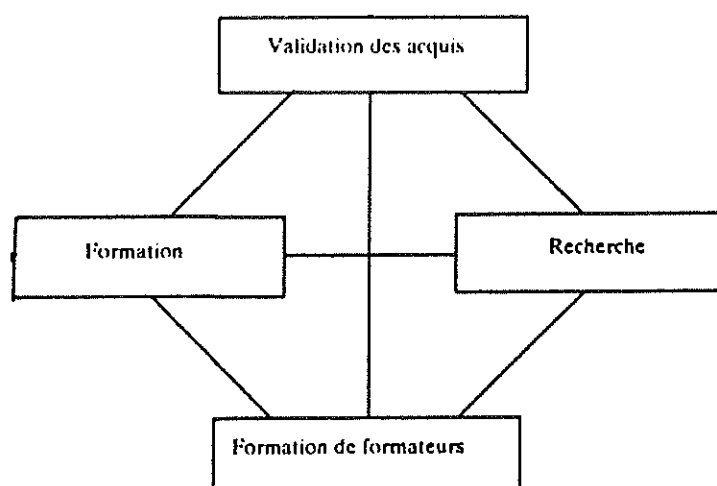 Validation des acquis
Formation
Recherche
Formation de formateurs